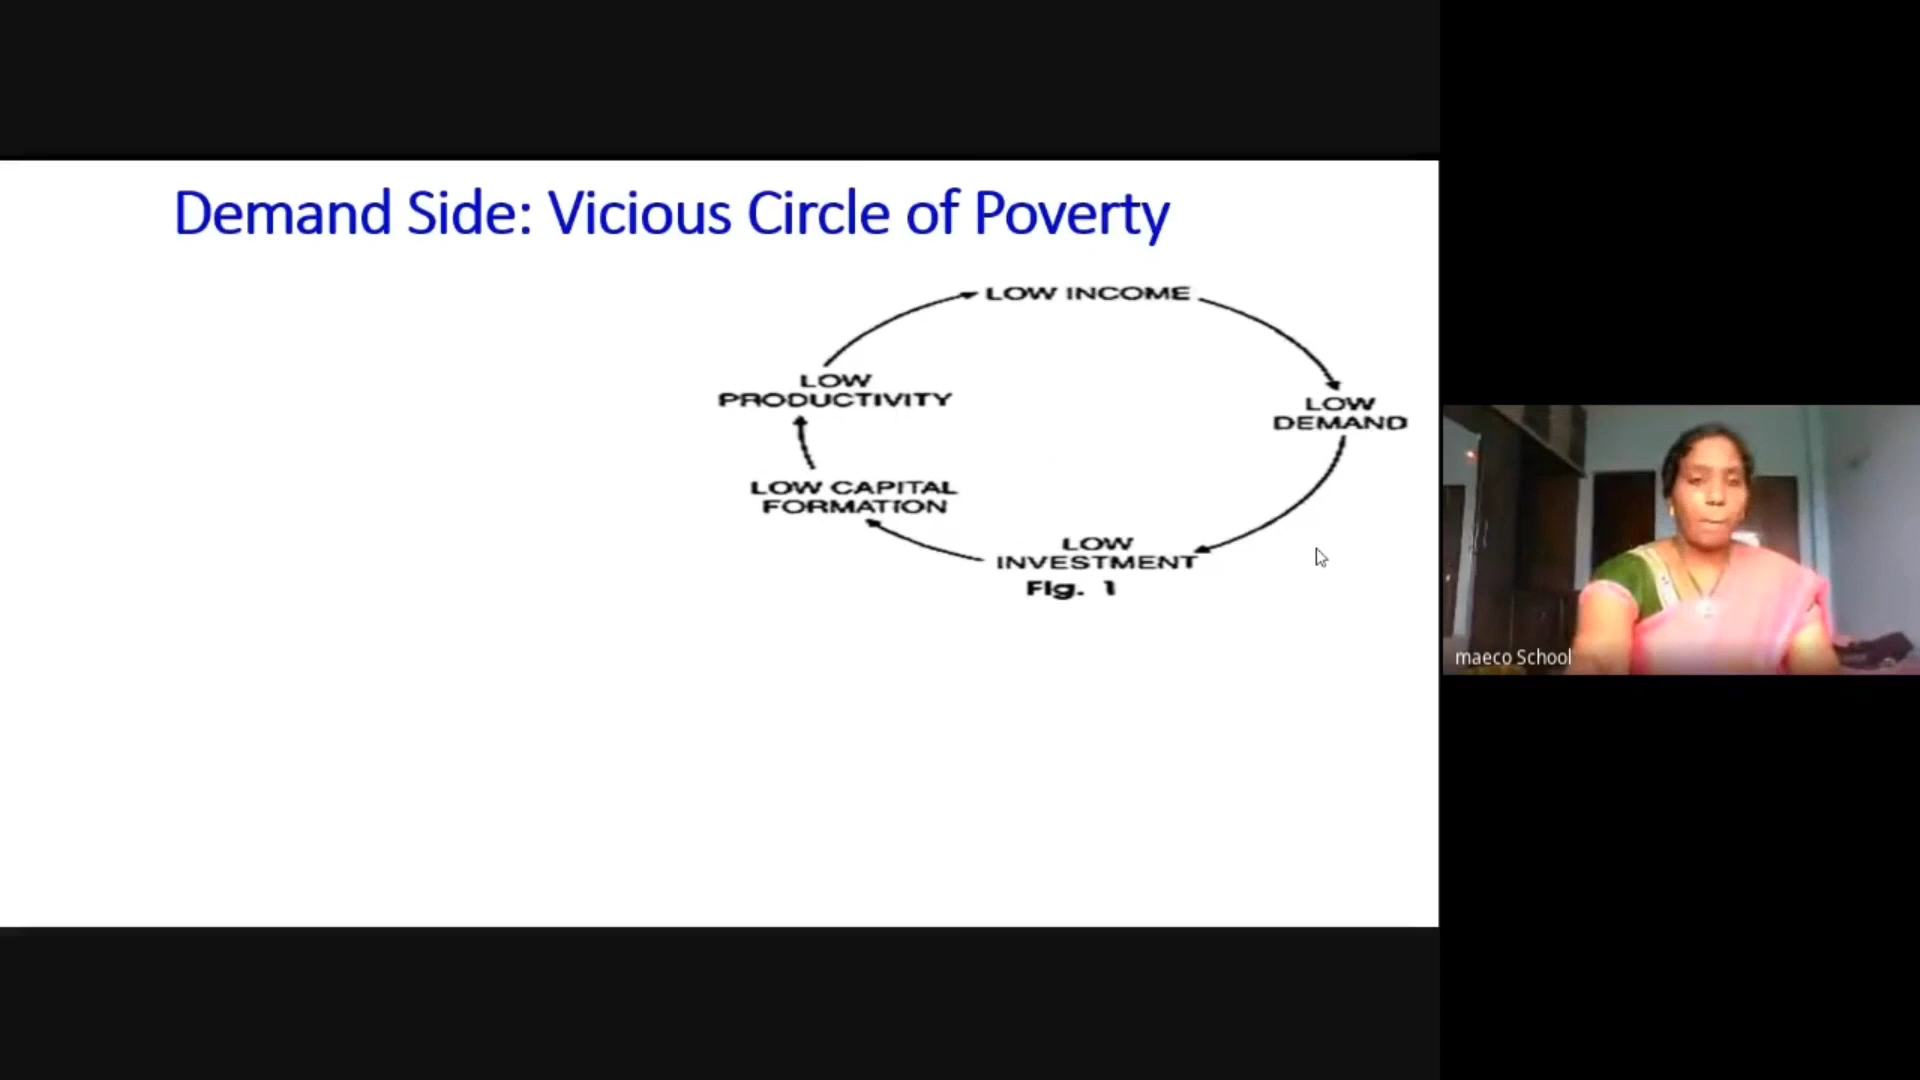 Demand Side: Vicious Circle of Poverty
LOW INCOME
LOW
PRODUCTIVITY
LOW
DEMAND
LOW CAPITAL
FORMATION
LOW
INVESTMENT
Fig. 1
maeco School